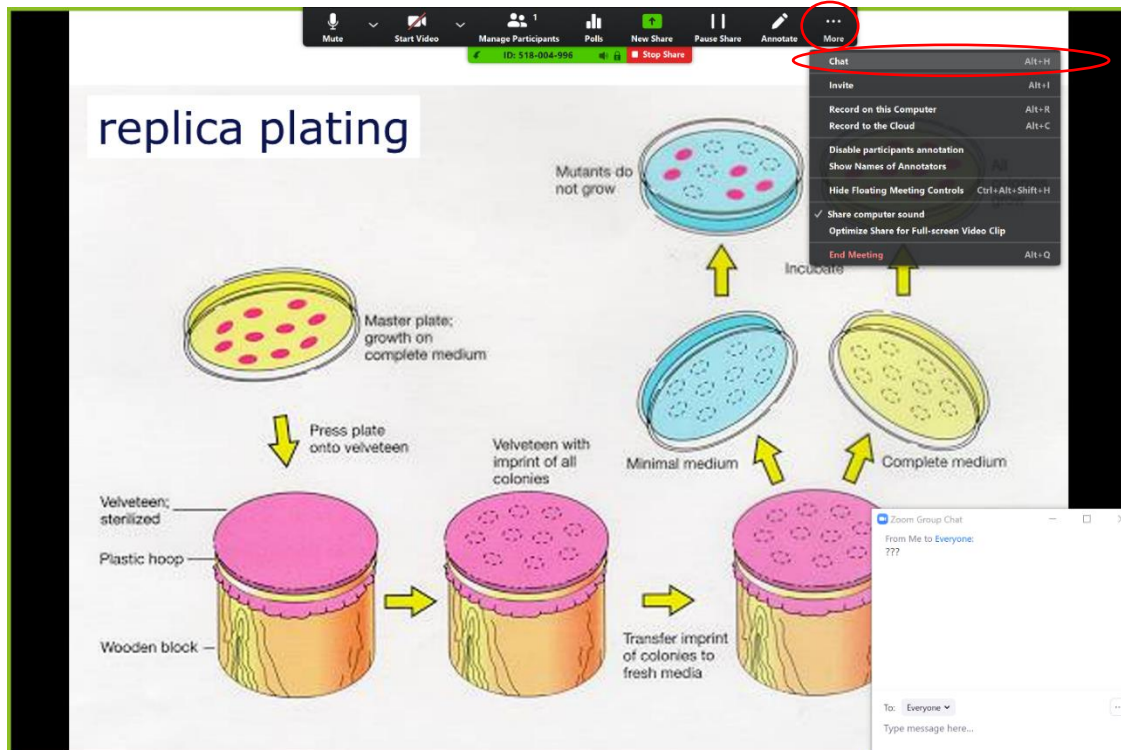 1
Mute
Start Video
Manage Participants
Polls
New Share
Pause Share
Annotate
More
ID: 518-004-996
Stop Share
Chat Alt+H
Invite Alt+I
Record on this Computer Alt+R
Record to the Cloud Alt+C
Disable participants annotation
Show Names of Annotators
Hide Floating Meeting Controls Ctrl+Alt+Shift+H
Share computer sound
Optimize Share for Full-screen Video Clip
End Meeting Alt+Q
replica plating
Mutants do
not grow
All
Incubate
Master plate;
growth on
complete medium
Press plate
onto velveteen
Velveteen with
imprint of all
colonies
Minimal medium
Complete medium
Velveteen;
sterilized
Plastic hoop
Wooden block
Transfer imprint
of colonies to
fresh media
Zoom Group Chat
From Me to Everyone:
???
To: Everyone
Type message here...